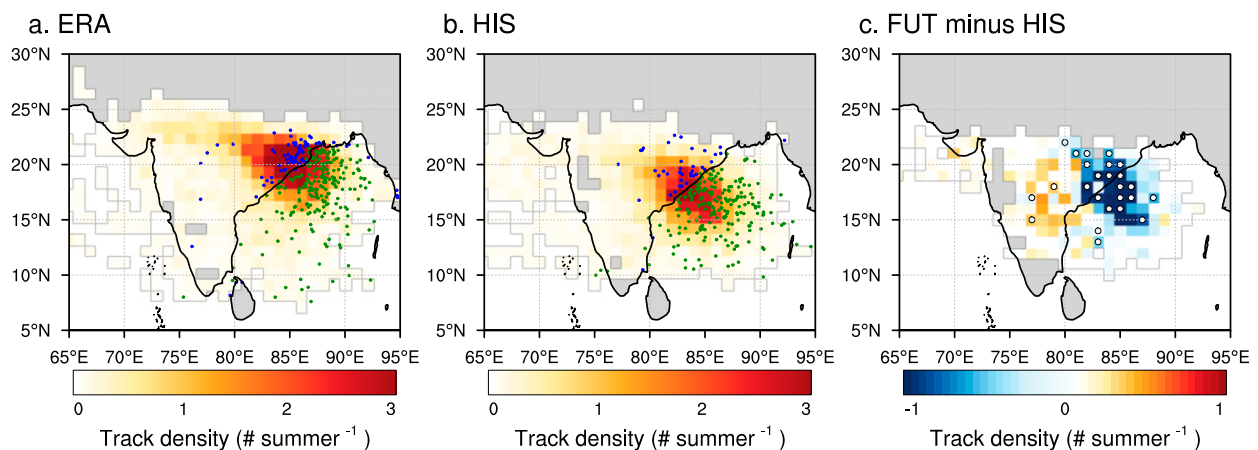 a. ERA
b. HIS
c. FUT minus HIS
30°N
25°N
20°N
15°N
10°N
5°N
65°E 70°E 75°E 80°E 85°E 90°E 95°E
30°N
25°N
20°N
15°N
10°N
5°N
65°E 70°E 75°E 80°E 85°E 90°E 95°E
30°N
25°N
20°N
15°N
10°N
5°N
65°E 70°E 75°E 80°E 85°E 90°E 95°E
0 1 2 3
Track density (# summer ⁻¹ )
0 1 2 3
Track density (# summer ⁻¹ )
-1 0 1
Track density (# summer ⁻¹ )